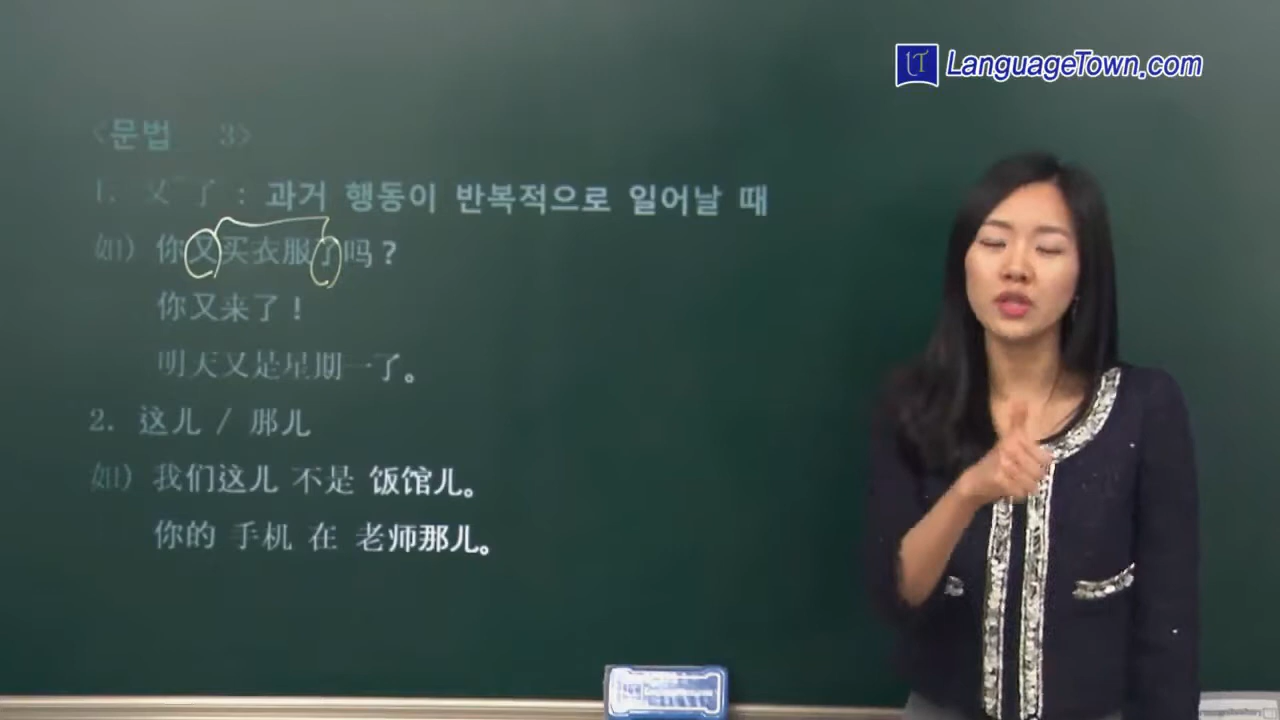 LanguageTown.com
<문법 3>
1. "又" 了 : 과거 행동이 반복적으로 일어날 때
如) 你又买衣服了吗?
你又来了!
明天又是星期一了。
2. 这儿 / 那儿
如) 我们这儿 不是 饭馆儿。
你的 手机 在 老师那儿。